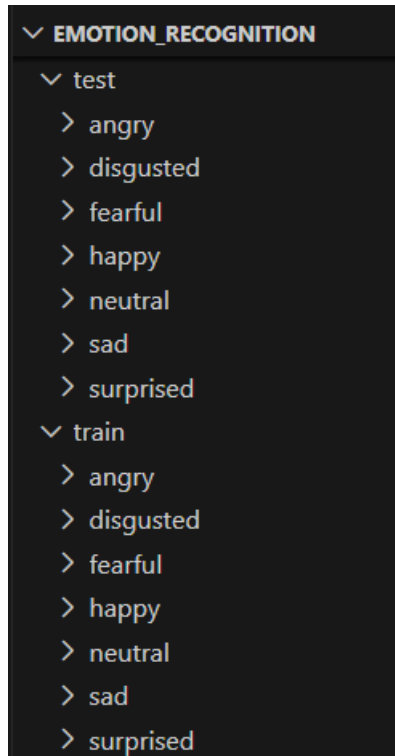 EMOTION_RECOGNITION
test
angry
disgusted
fearful
happy
neutral
sad
surprised
train
angry
disgusted
fearful
happy
neutral
sad
surprised